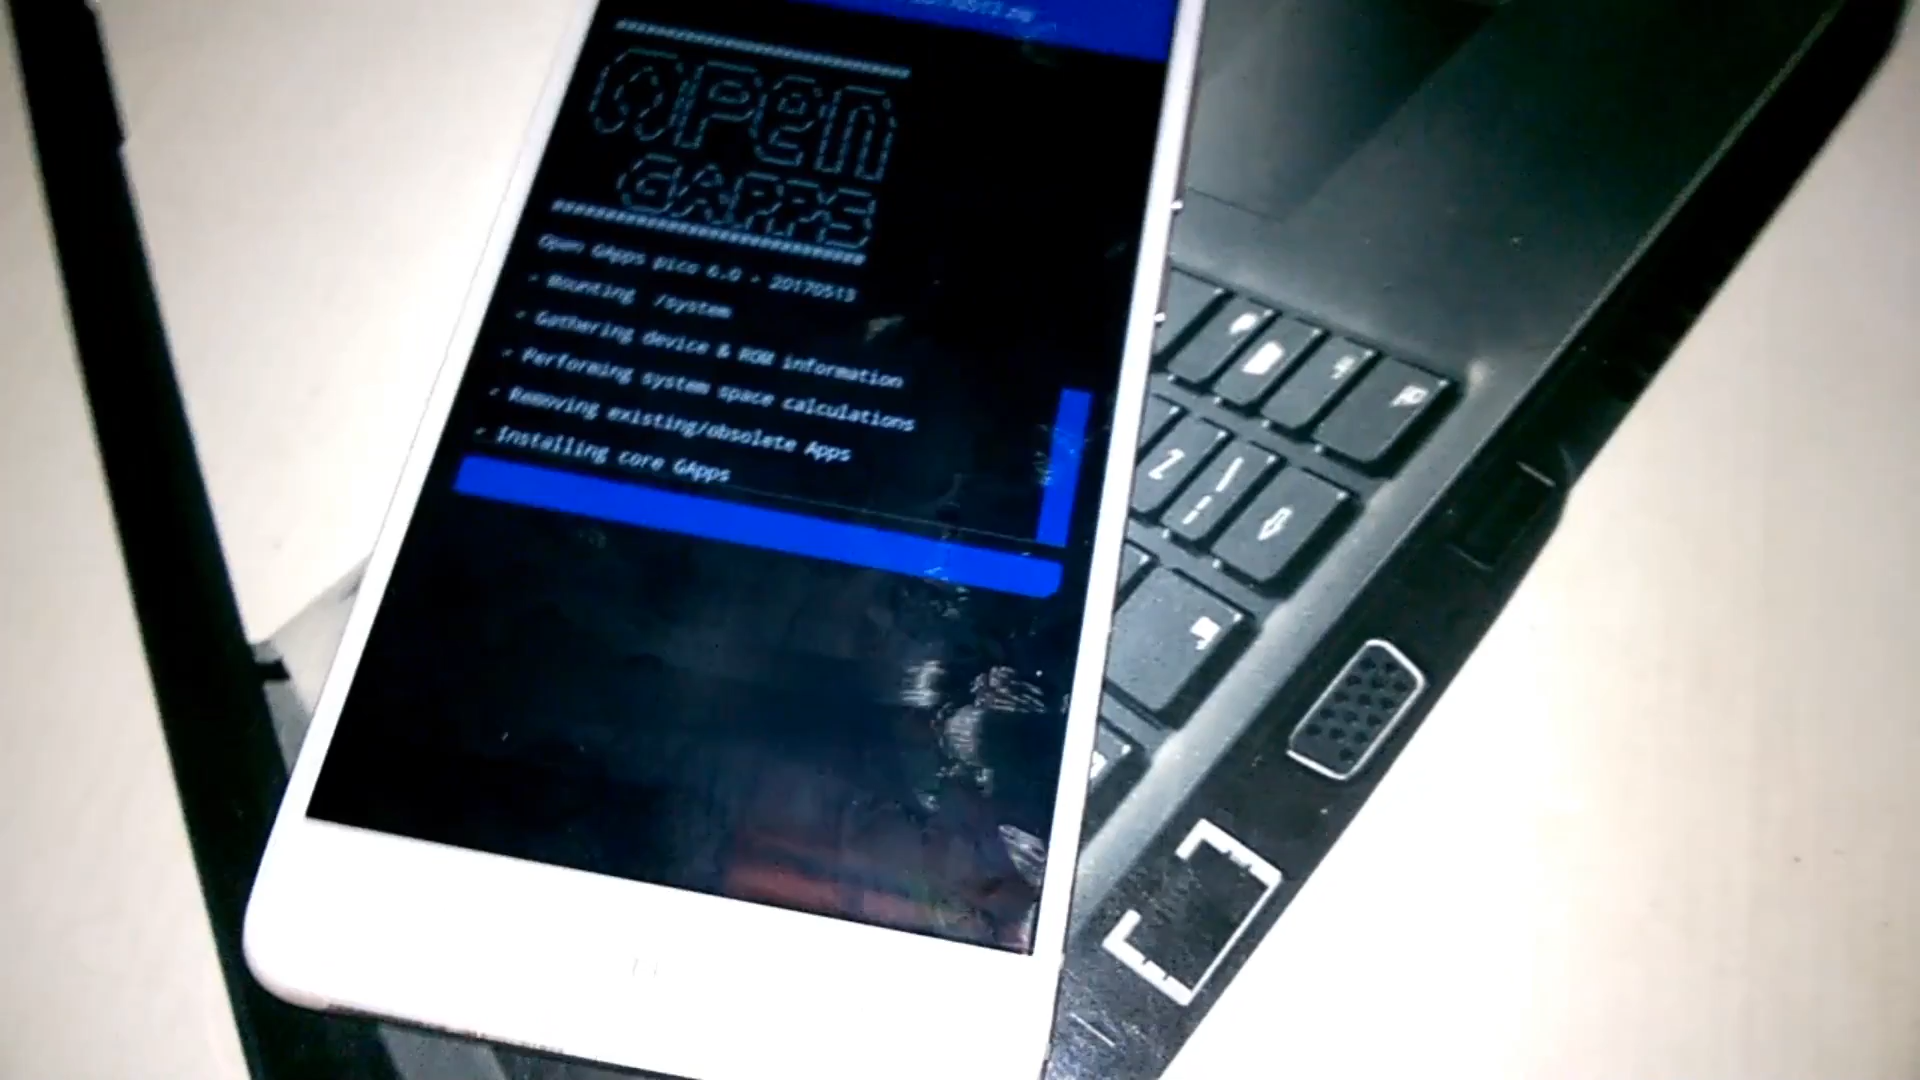 OPEN
GAPPS
Open GApps pico 6.0 - 20170513
- Mounting /system
- Gathering device & ROM information
- Performing system space calculations
- Removing existing/obsolete Apps
- Installing core GApps
Z